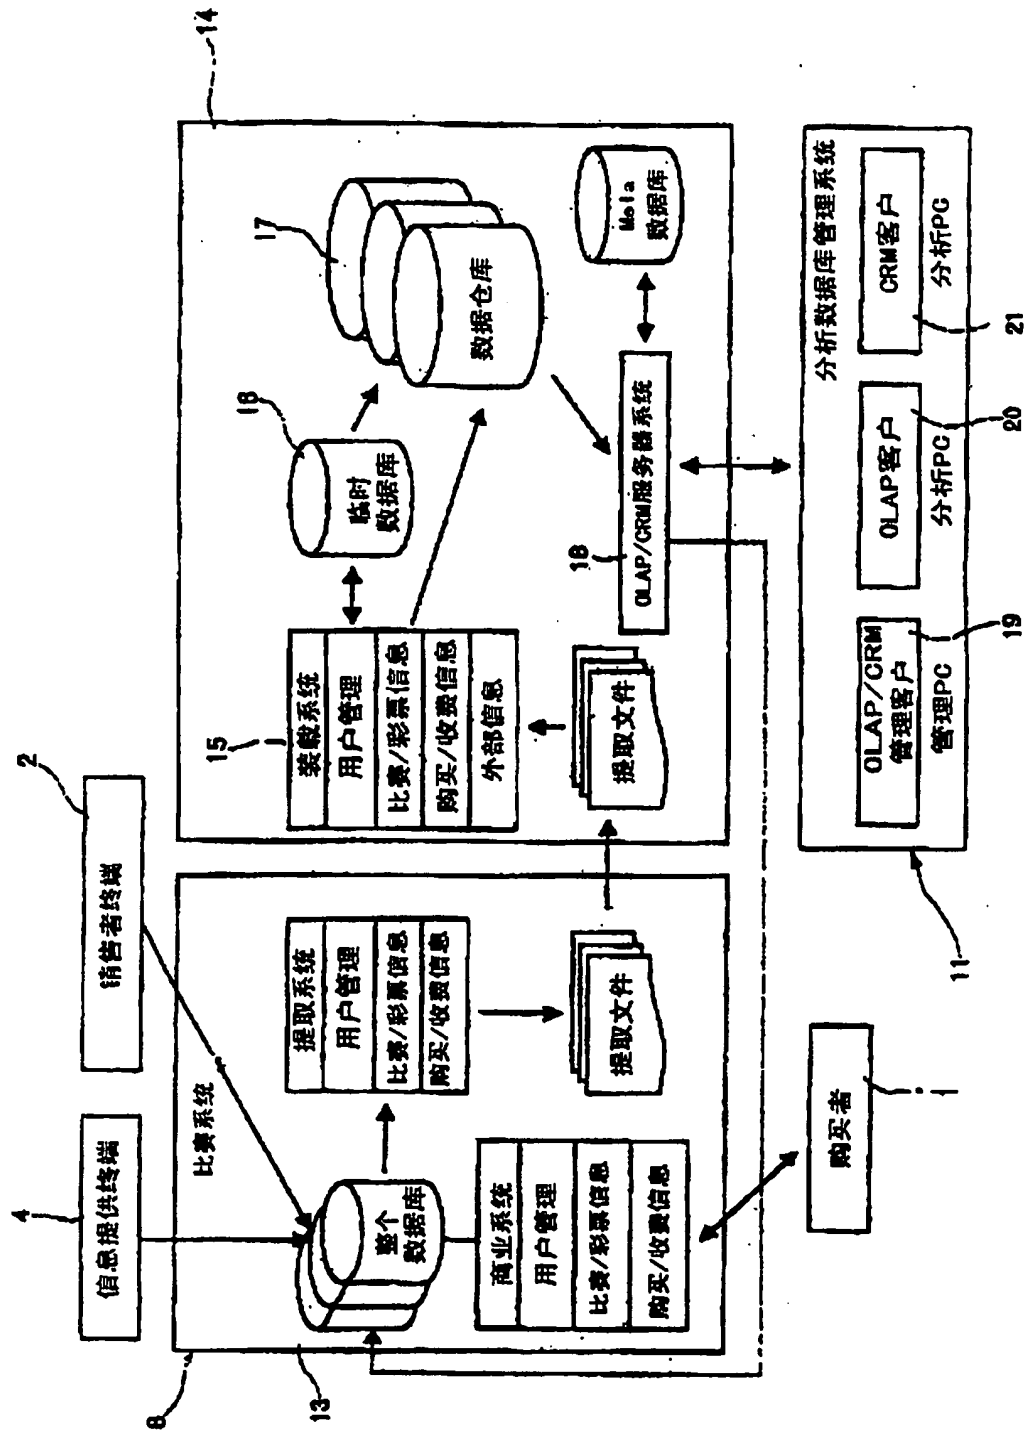 4
信息提供终端
2
销售者终端
8
13
比赛系统
整个
数据库
提取系统
用户管理
比赛/彩票信息
购买/收费信息
提取文件
商业系统
用户管理
比赛/彩票信息
购买/收费信息
购买者
1
14
15
装载系统
用户管理
比赛/彩票信息
购买/收费信息
外部信息
提取文件
16
临时
数据库
17
数据仓库
18
OLAP/CRM服务器系统
Mela
数据库
11
分析数据库管理系统
OLAP/CRM
管理客户
管理PC
19
OLAP客户
分析PC
20
CRM客户
分析PC
21